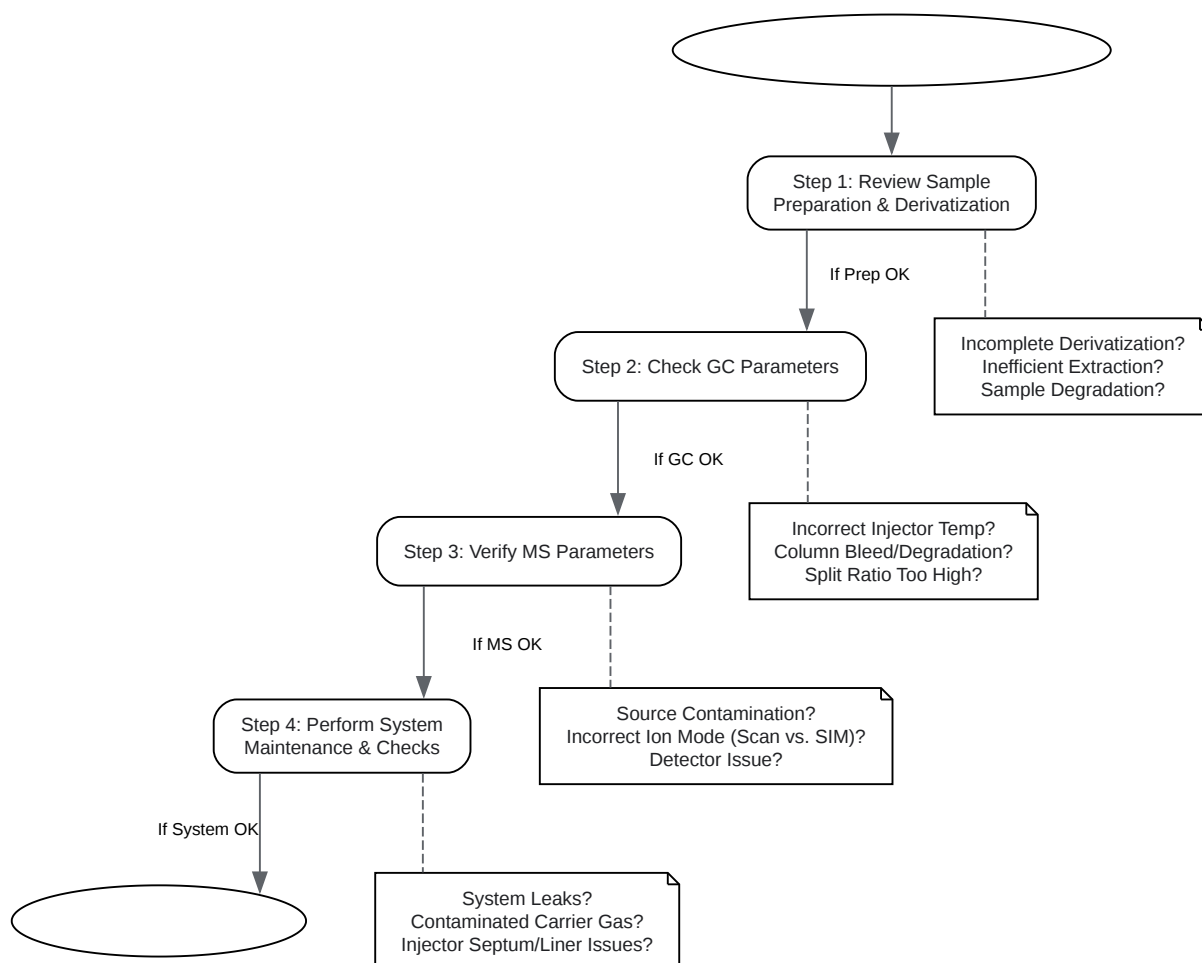 Step 1: Review Sample
Preparation & Derivatization
If Prep OK
Incomplete Derivatization?
Inefficient Extraction?
Sample Degradation?
Step 2: Check GC Parameters
If GC OK
Incorrect Injector Temp?
Column Bleed/Degradation?
Split Ratio Too High?
Step 3: Verify MS Parameters
If MS OK
Source Contamination?
Incorrect Ion Mode (Scan vs. SIM)?
Detector Issue?
Step 4: Perform System
Maintenance & Checks
If System OK
System Leaks?
Contaminated Carrier Gas?
Injector Septum/Liner Issues?